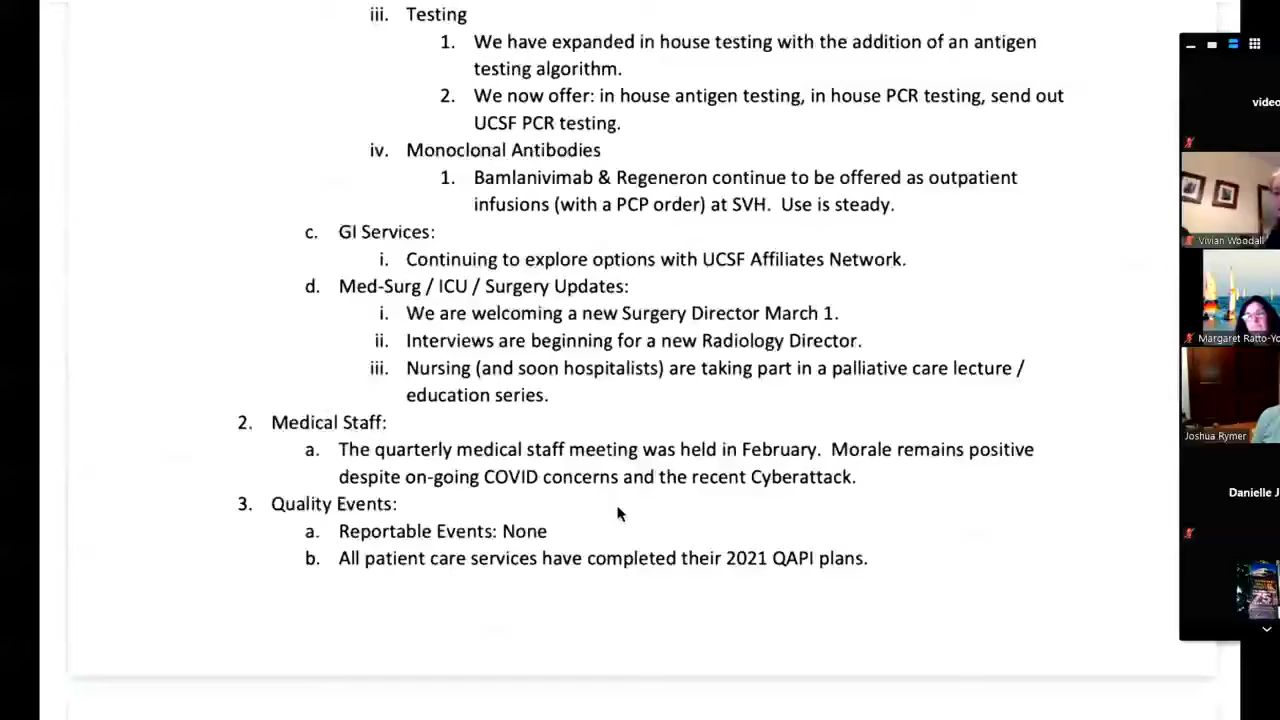 iii. Testing
1. We have expanded in house testing with the addition of an antigen
testing algorithm.
2. We now offer: in house antigen testing, in house PCR testing, send out
UCSF PCR testing.
iv. Monoclonal Antibodies
1. Bamlanivimab & Regeneron continue to be offered as outpatient
infusions (with a PCP order) at SVH. Use is steady.
c. GI Services:
i. Continuing to explore options with UCSF Affiliates Network.
d. Med-Surg / ICU / Surgery Updates:
i. We are welcoming a new Surgery Director March 1.
ii. Interviews are beginning for a new Radiology Director.
iii. Nursing (and soon hospitalists) are taking part in a palliative care lecture /
education series.
2. Medical Staff:
a. The quarterly medical staff meeting was held in February. Morale remains positive
despite on-going COVID concerns and the recent Cyberattack.
3. Quality Events:
a. Reportable Events: None
b. All patient care services have completed their 2021 QAPI plans.
video
Vivian Woodall
Margaret Ratto-Yo
Joshua Rymer
Danielle J
75